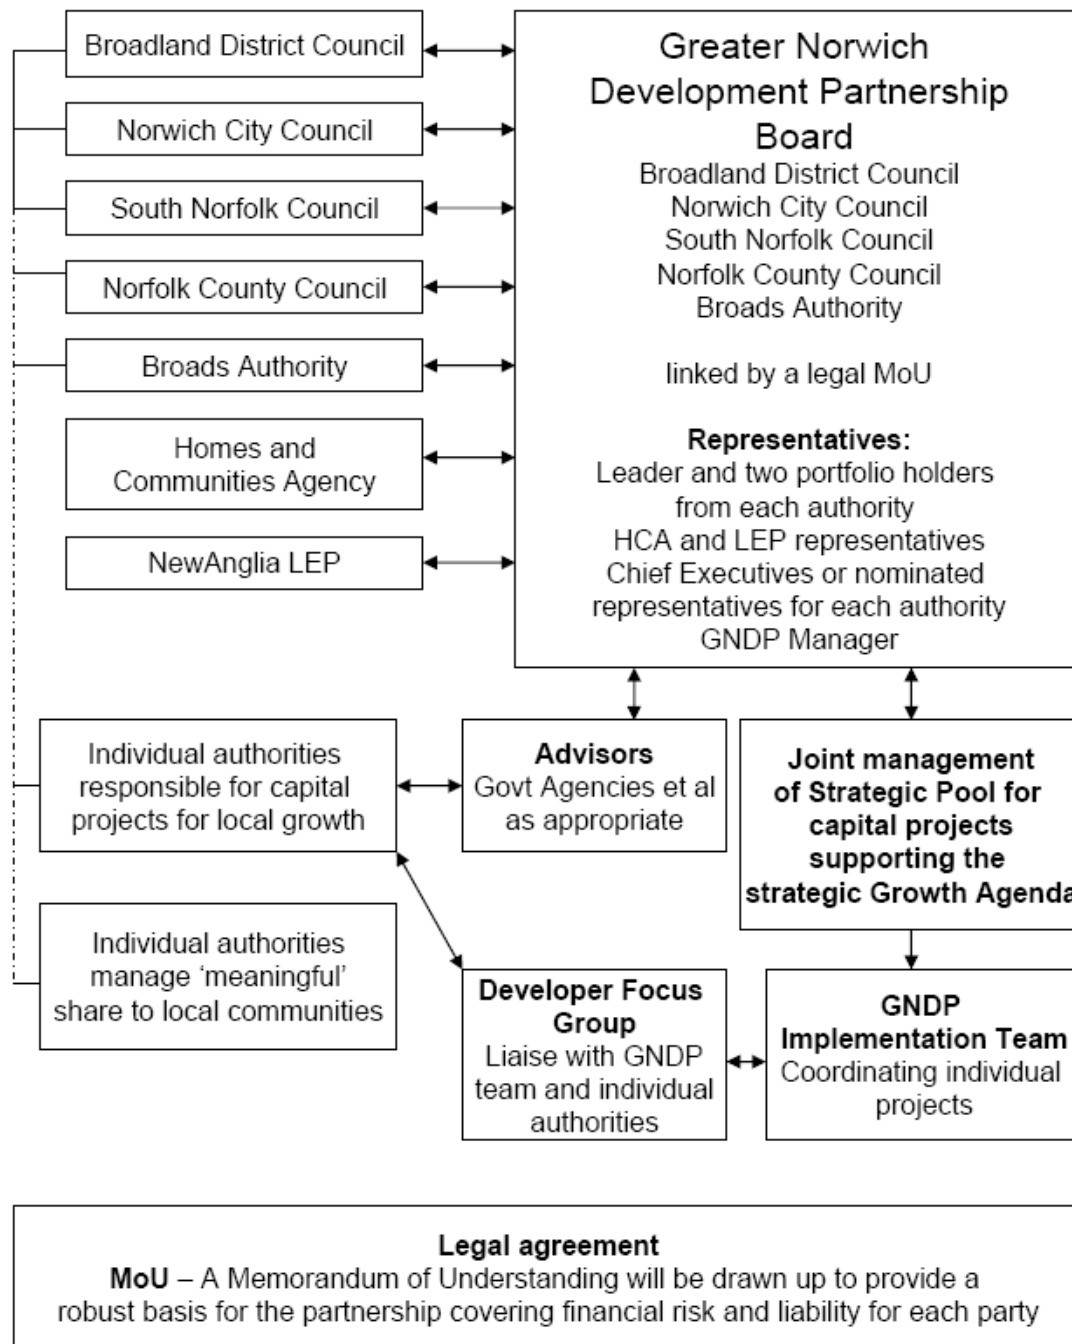 Broadland District Council
Norwich City Council
South Norfolk Council
Norfolk County Council
Broads Authority
Homes and
Communities Agency
NewAnglia LEP
Greater Norwich
Development Partnership
Board
Broadland District Council
Norwich City Council
South Norfolk Council
Norfolk County Council
Broads Authority
linked by a legal MoU
Representatives:
Leader and two portfolio holders
from each authority
HCA and LEP representatives
Chief Executives or nominated
representatives for each authority
GNDP Manager
Individual authorities
responsible for capital
projects for local growth
Advisors
Govt Agencies et al
as appropriate
Joint management
of Strategic Pool for
capital projects
supporting the
strategic Growth Agenda
Individual authorities
manage ‘meaningful’
share to local communities
Developer Focus
Group
Liaise with GNDP
team and individual
authorities
GNDP
Implementation Team
Coordinating individual
projects
Legal agreement
MoU – A Memorandum of Understanding will be drawn up to provide a
robust basis for the partnership covering financial risk and liability for each party